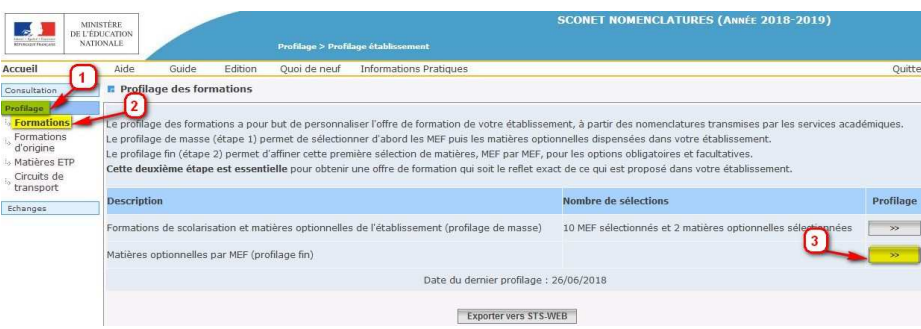 MINISTÈRE
DE L'ÉDUCATION
NATIONALE
SCONET NOMENCLATURES (ANNÉE 2018-2019)
Profilage > Profilage établissement
Accueil Aide Guide Edition Quoi de neuf Informations Pratiques Quitte
1
Consultation
Profilage des formations
2
Profilage
Formations
Formations
d'origine
Matières ETP
Circuits de
transport
Echanges
Le profilage des formations a pour but de personnaliser l'offre de formation de votre établissement, à partir des nomenclatures transmises par les services académiques.
Le profilage de masse (étape 1) permet de sélectionner d'abord les MEF puis les matières optionnelles dispensées dans votre établissement.
Le profilage fin (étape 2) permet d'affiner cette première sélection de matières, MEF par MEF, pour les options obligatoires et facultatives.
Cette deuxième étape est essentielle pour obtenir une offre de formation qui soit le reflet exact de ce qui est proposé dans votre établissement.
Description Nombre de sélections Profilage
Formations de scolarisation et matières optionnelles de l'établissement (profilage de masse) 10 MEF sélectionnés et 2 matières optionnelles sélectionnées >>
3
Matières optionnelles par MEF (profilage fin) >>
Date du dernier profilage : 26/06/2018
Exporter vers STS-WEB